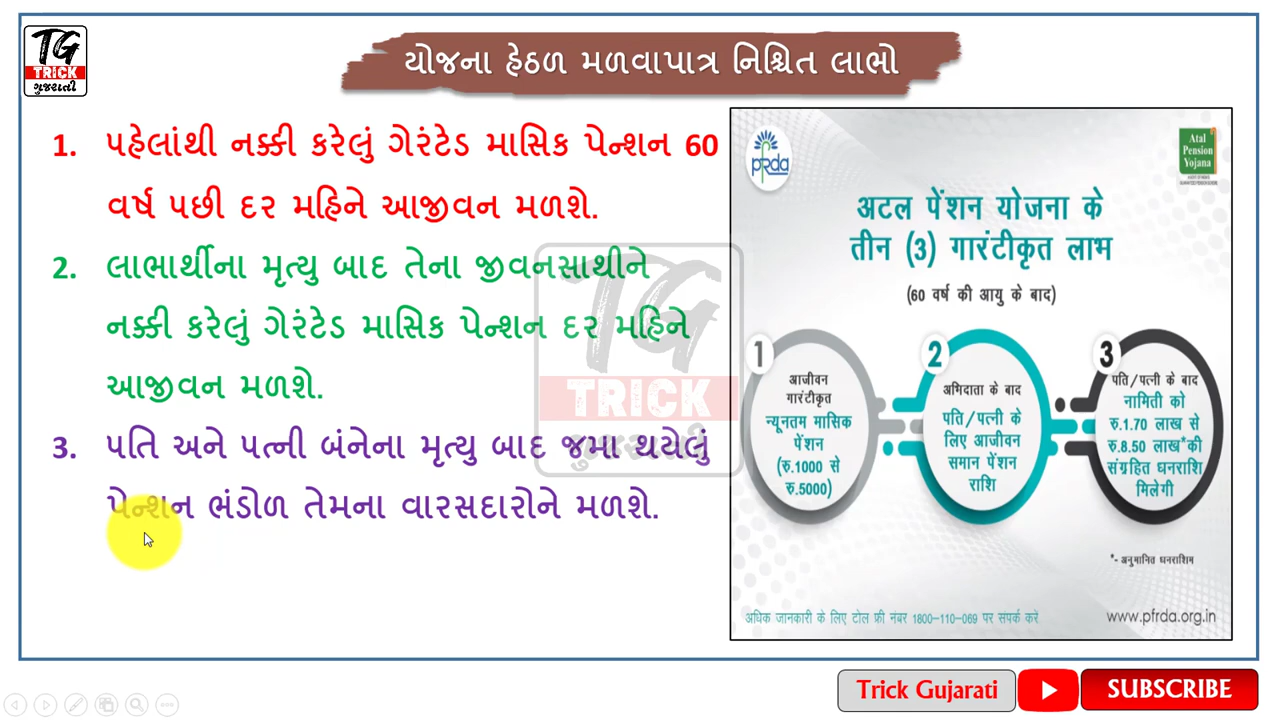 TG
TRICK
ગુજરાતી
યોજના હેઠળ મળવાપાત્ર નિશ્ચિત લાભો
1. પહેલાંથી નક્કી કરેલું ગેરંટેડ માસિક પેન્શન 60
વર્ષ પછી દર મહિને આજીવન મળશે.
2. લાભાર્થીના મૃત્યુ બાદ તેના જીવનસાથીને
નક્કી કરેલું ગેરંટેડ માસિક પેન્શન દર મહિને
આજીવન મળશે.
3. પતિ અને પત્ની બંનેના મૃત્યુ બાદ જમા થયેલું
પેન્શન ભંડોળ તેમના વારસદારોને મળશે.
TG
TRICK
ગુજરાતી
pfrda
Atal
Pension
Yojana
अटल पेंशन योजना के
तीन (3) गारंटीकृत लाभ
(60 वर्ष की आयु के बाद)
1
आजीवन
गारंटीकृत
न्यूनतम मासिक
पेंशन
(रु.1000 से
रु.5000)
2
अभिदाता के बाद
पति/पत्नी के
लिए आजीवन
समान पेंशन
राशि
3
पति/पत्नी के बाद
नामिती को
रु.1.70 लाख से
रु.8.50 लाख*की
संग्रहित धनराशि
मिलेगी
*- अनुमानित धनराशिम
अधिक जानकारी के लिए टोल फ्री नंबर 1800-110-069 पर संपर्क करें
www.pfrda.org.in
Trick Gujarati
SUBSCRIBE